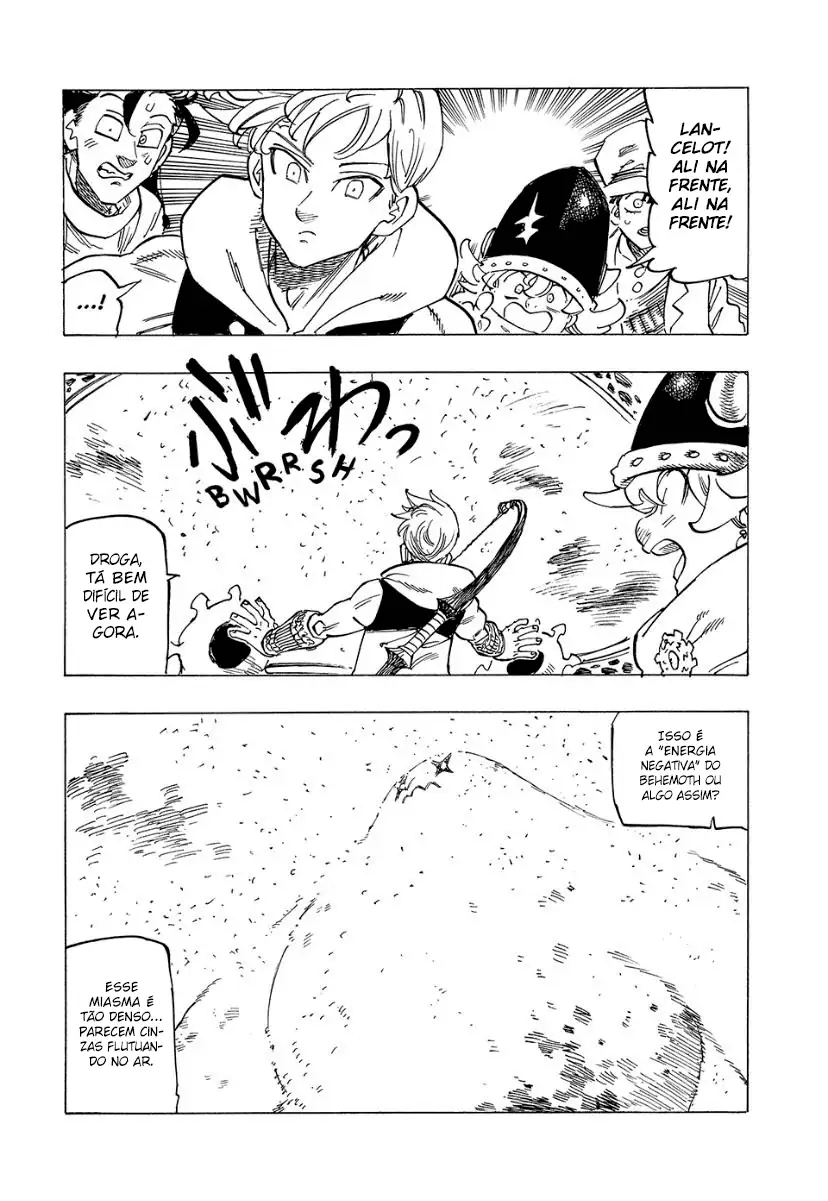 LAN-
CELOT!
ALI NA
FRENTE,
ALI NA
FRENTE!
...!
ブわっ
BWRRSH
DROGA,
TÁ BEM
DIFÍCIL DE
VER A-
GORA.
ISSO É
A "ENERGIA
NEGATIVA" DO
BEHEMOTH OU
ALGO ASSIM?
ESSE
MIASMA É
TÃO DENSO...
PARECEM CIN-
ZAS FLUTUAN-
DO NO AR.